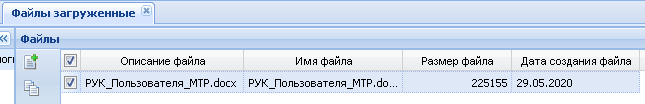 Файлы загруженные
Файлы
Описание файла Имя файла Размер файла Дата создания файла
РУК_Пользователя_МТР.docx РУК_Пользователя_МТР.do... 225155 29.05.2020